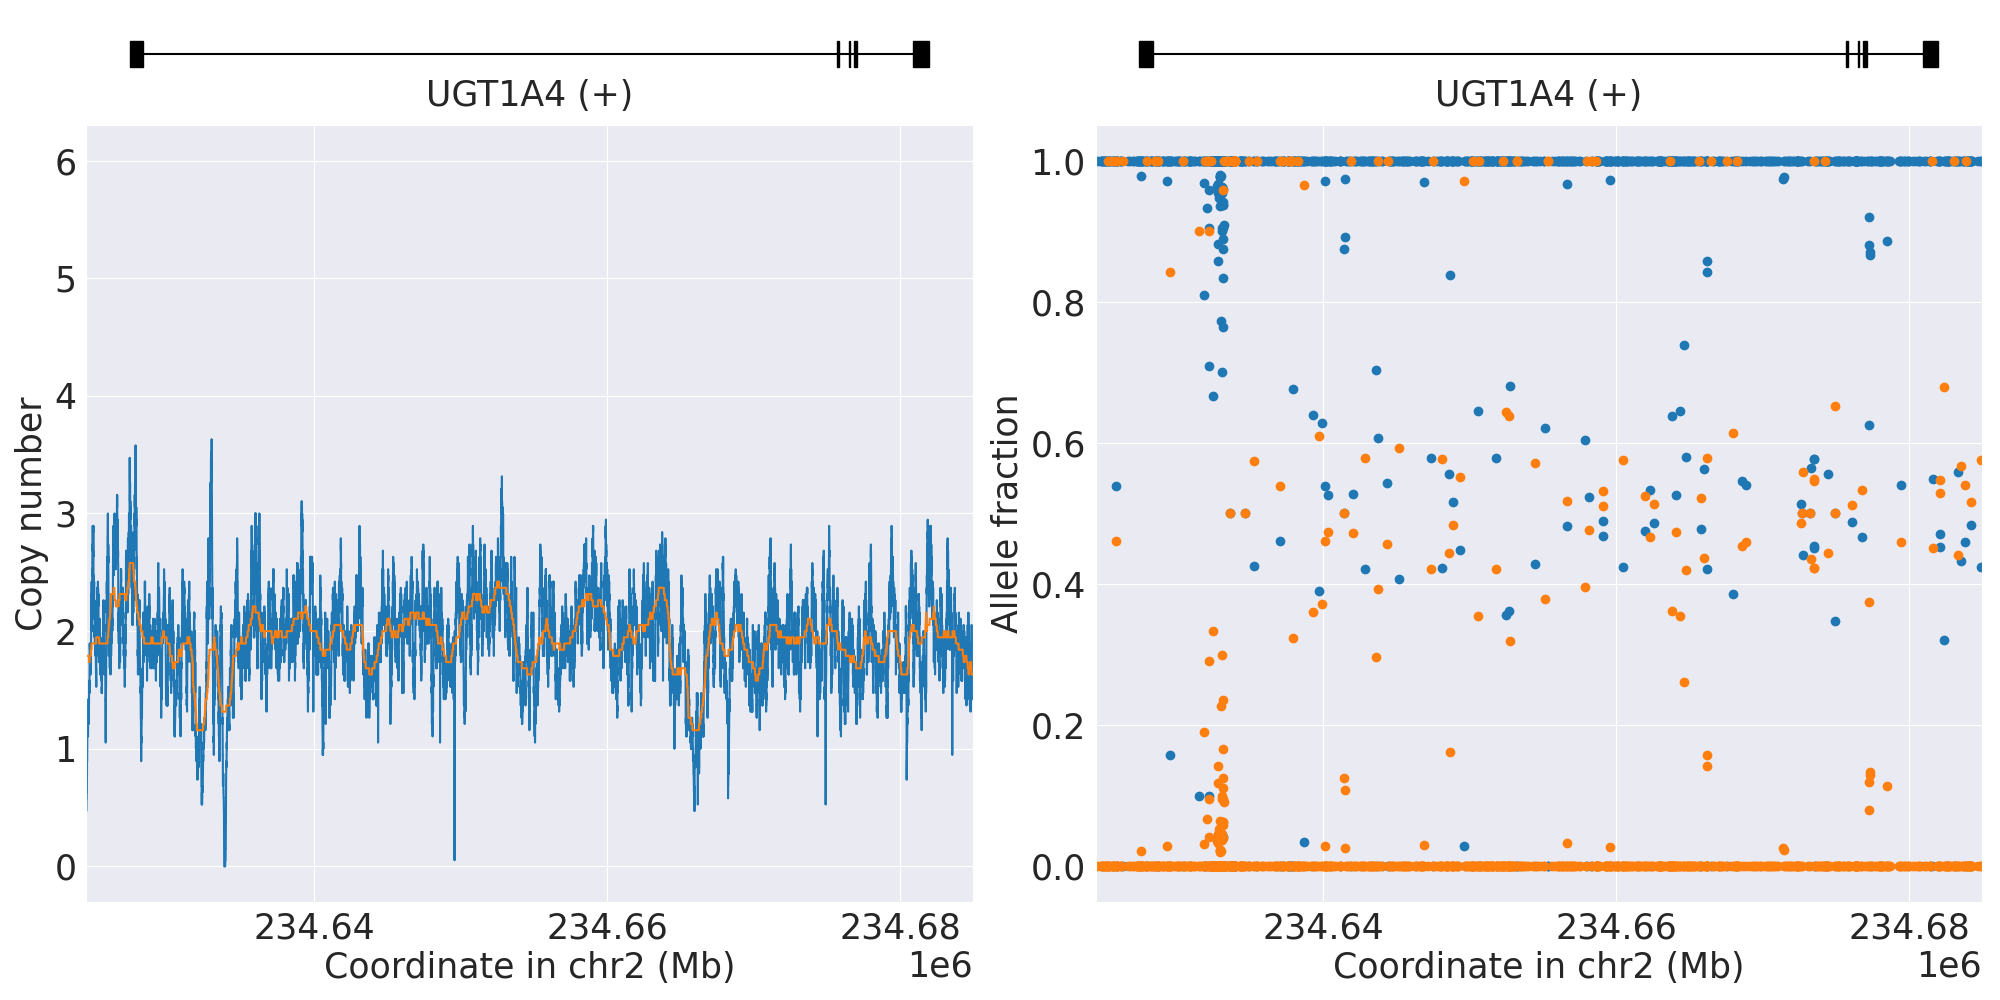 UGT1A4 (+)
6
5
4
3
2
1
0
Copy number
234.64
234.66
234.68
Coordinate in chr2 (Mb)
1e6
UGT1A4 (+)
1.0
0.8
0.6
0.4
0.2
0.0
Allele fraction
234.64
234.66
234.68
Coordinate in chr2 (Mb)
1e6